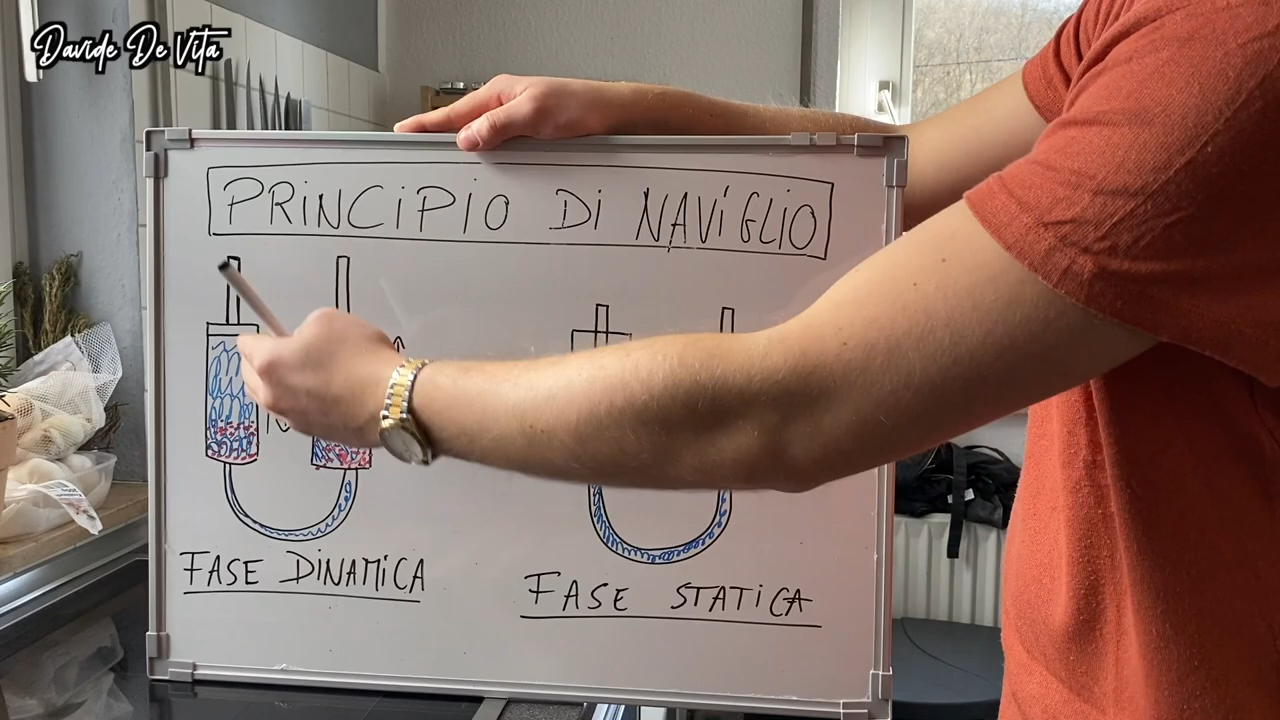 Davide De Vita
PRINCIPIO DI NAVIGLIO
FASE DINAMICA
FASE STATICA